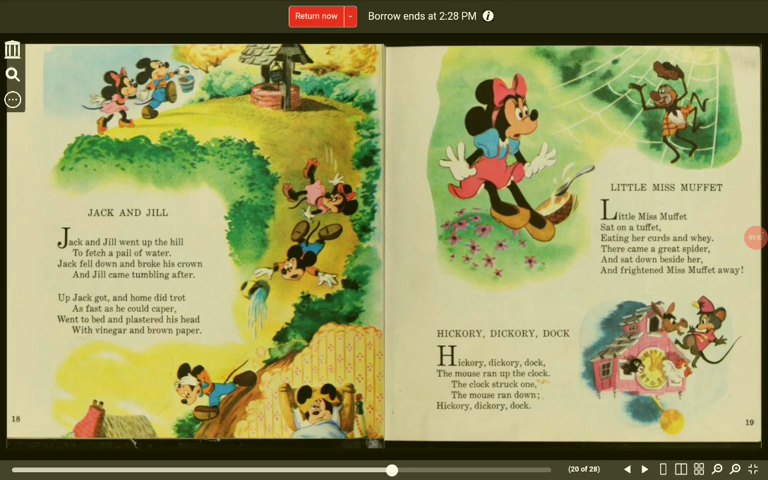 Return now
Borrow ends at 2:28 PM
JACK AND JILL
Jack and Jill went up the hill
To fetch a pail of water.
Jack fell down and broke his crown
And Jill came tumbling after.
Up Jack got, and home did trot
As fast as he could caper,
Went to bed and plastered his head
With vinegar and brown paper.
18
LITTLE MISS MUFFET
Little Miss Muffet
Sat on a tuffet,
Eating her curds and whey.
There came a great spider,
And sat down beside her,
And frightened Miss Muffet away!
HICKORY, DICKORY, DOCK
Hickory, dickory, dock,
The mouse ran up the clock.
The clock struck one,
The mouse ran down;
Hickory, dickory, dock.
19
(20 of 28)